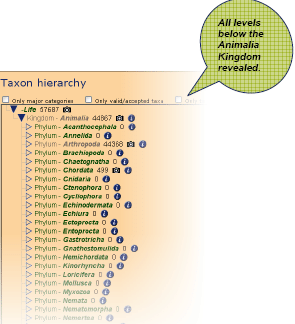 All levels
below the
Animalia
Kingdom
revealed.
Taxon hierarchy
Only major categories Only valid/accepted taxa Only
Life 67687
Kingdom - Animalia 44867
Phylum - Acanthocephala 0
Phylum - Annelida 0
Phylum - Arthropoda 44368
Phylum - Brachiopoda 0
Phylum - Chaetognatha 0
Phylum - Chordata 499
Phylum - Cnidaria 0
Phylum - Ctenophora 0
Phylum - Cycliophora 0
Phylum - Echinodermata 0
Phylum - Echiura 0
Phylum - Ectoprocta 0
Phylum - Entoprocta 0
Phylum - Gastrotricha 0
Phylum - Gnathostomulida 0
Phylum - Hemichordata 0
Phylum - Kinorhyncha 0
Phylum - Loricifera 0
Phylum - Mollusca 0
Phylum - Myxozoa 0
Phylum - Nemata 0
Phylum - Nematomorpha 0
Phylum - Nemertea 0